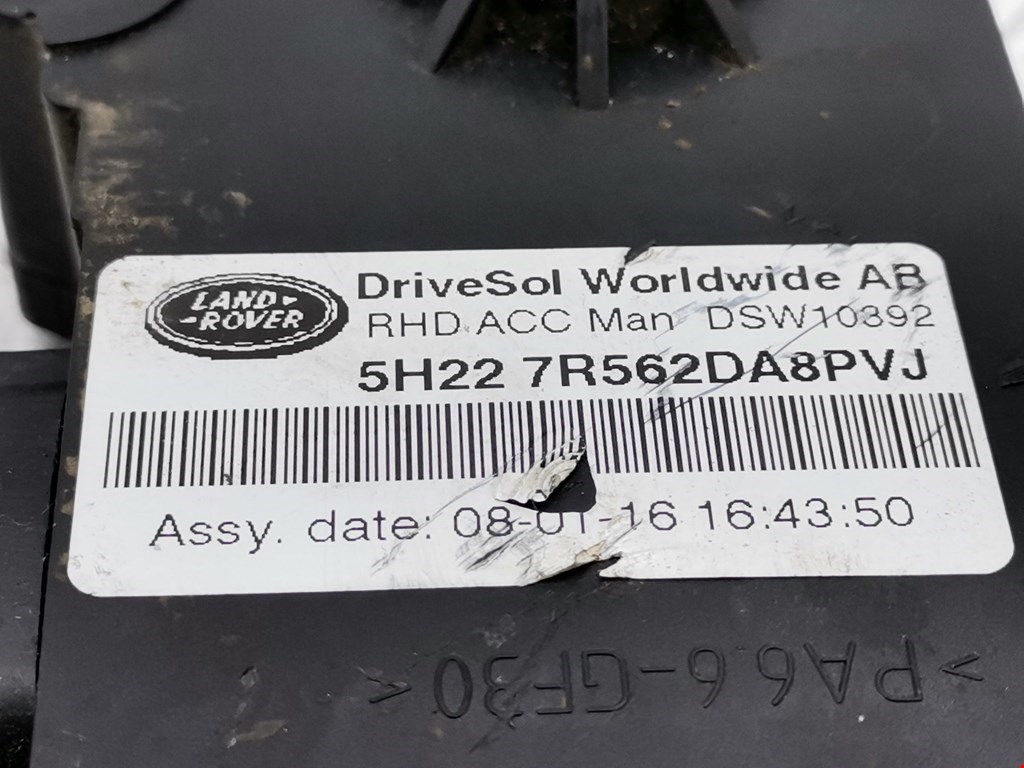 LAND
-ROVER
DriveSol Worldwide AB
RHD ACC Man DSW10392
5H22 7R562DA8PVJ
Assy. date: 08-01-16 16:43:50
>PA6.6-GF30<